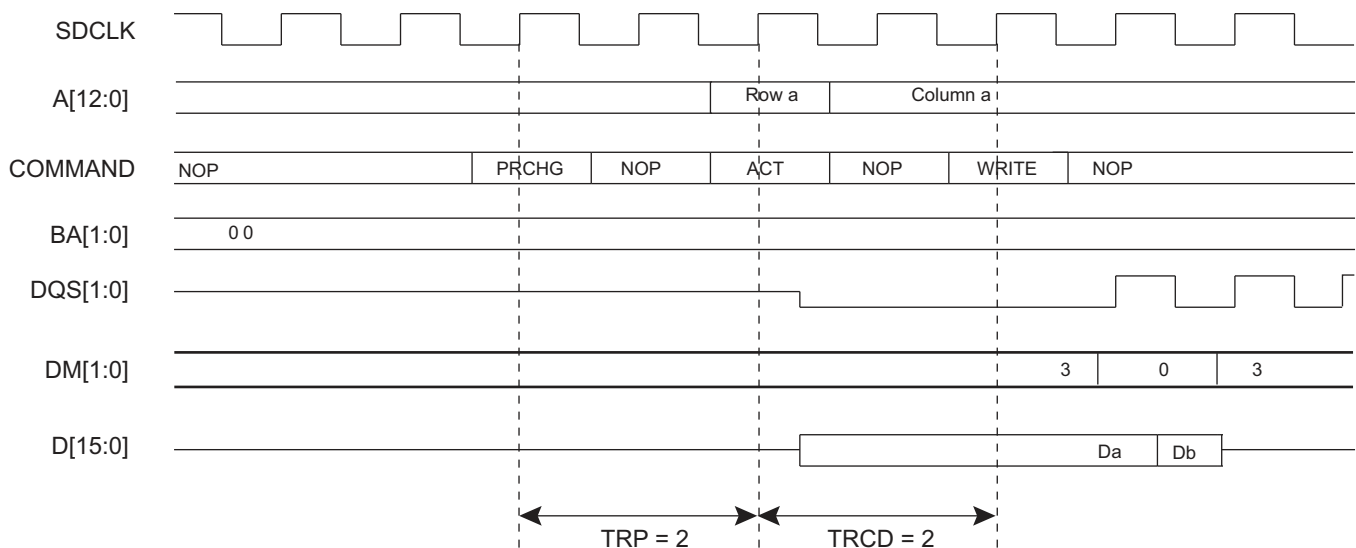 SDCLK
A[12:0] Row a Column a
COMMAND NOP PRCHG NOP ACT NOP WRITE NOP
BA[1:0] 0 0
DQS[1:0]
DM[1:0] 3 0 3
D[15:0] Da Db
TRP = 2 TRCD = 2